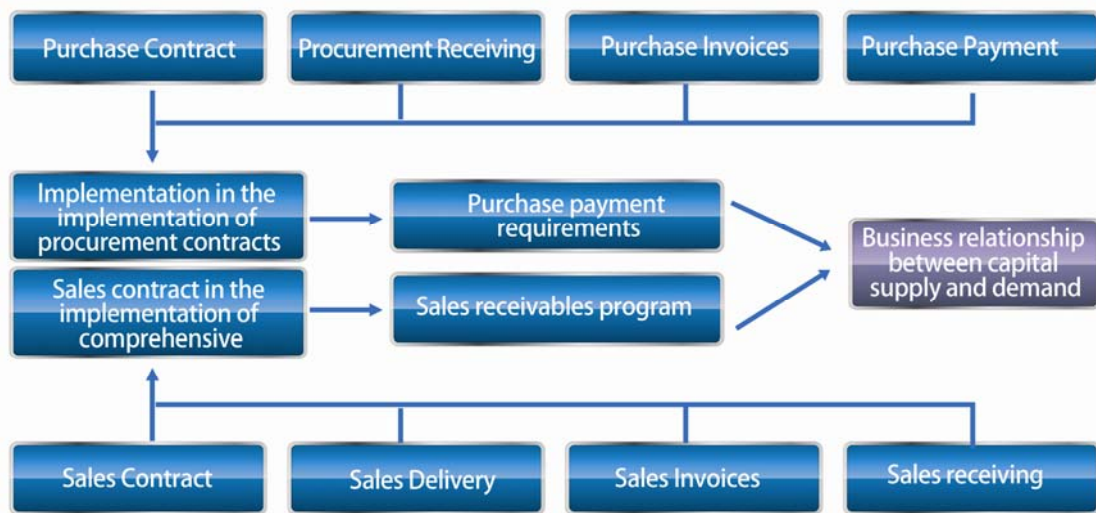 Purchase Contract
Procurement Receiving
Purchase Invoices
Purchase Payment
Implementation in the
implementation of
procurement contracts
Purchase payment
requirements
Business relationship
between capital
supply and demand
Sales contract in the
implementation of
comprehensive
Sales receivables program
Sales Contract
Sales Delivery
Sales Invoices
Sales receiving